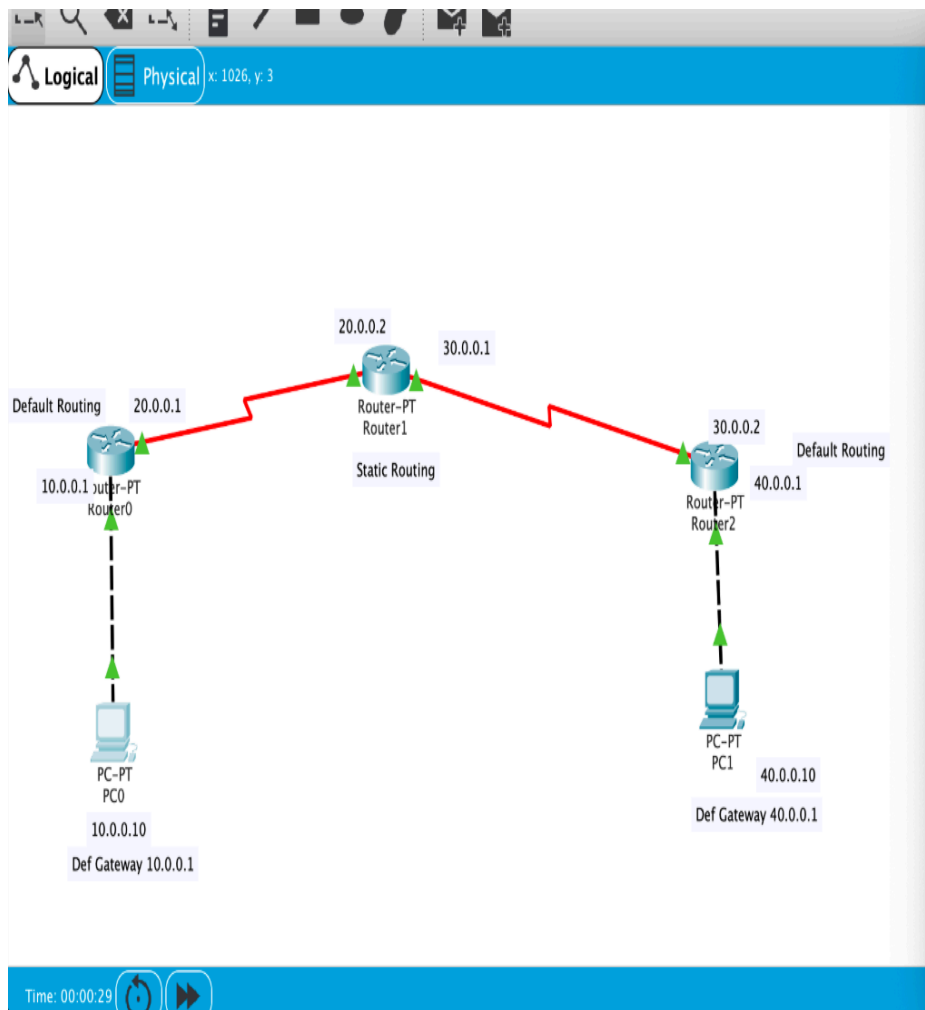 Logical
Physical
x: 1026, y: 3
20.0.0.2
30.0.0.1
Router-PT
Router1
Static Routing
Default Routing
20.0.0.1
10.0.0.1
Router0
30.0.0.2
Default Routing
40.0.0.1
Router-PT
Router2
PC-PT
PC0
10.0.0.10
Def Gateway 10.0.0.1
PC-PT
PC1
40.0.0.10
Def Gateway 40.0.0.1
Time: 00:00:29